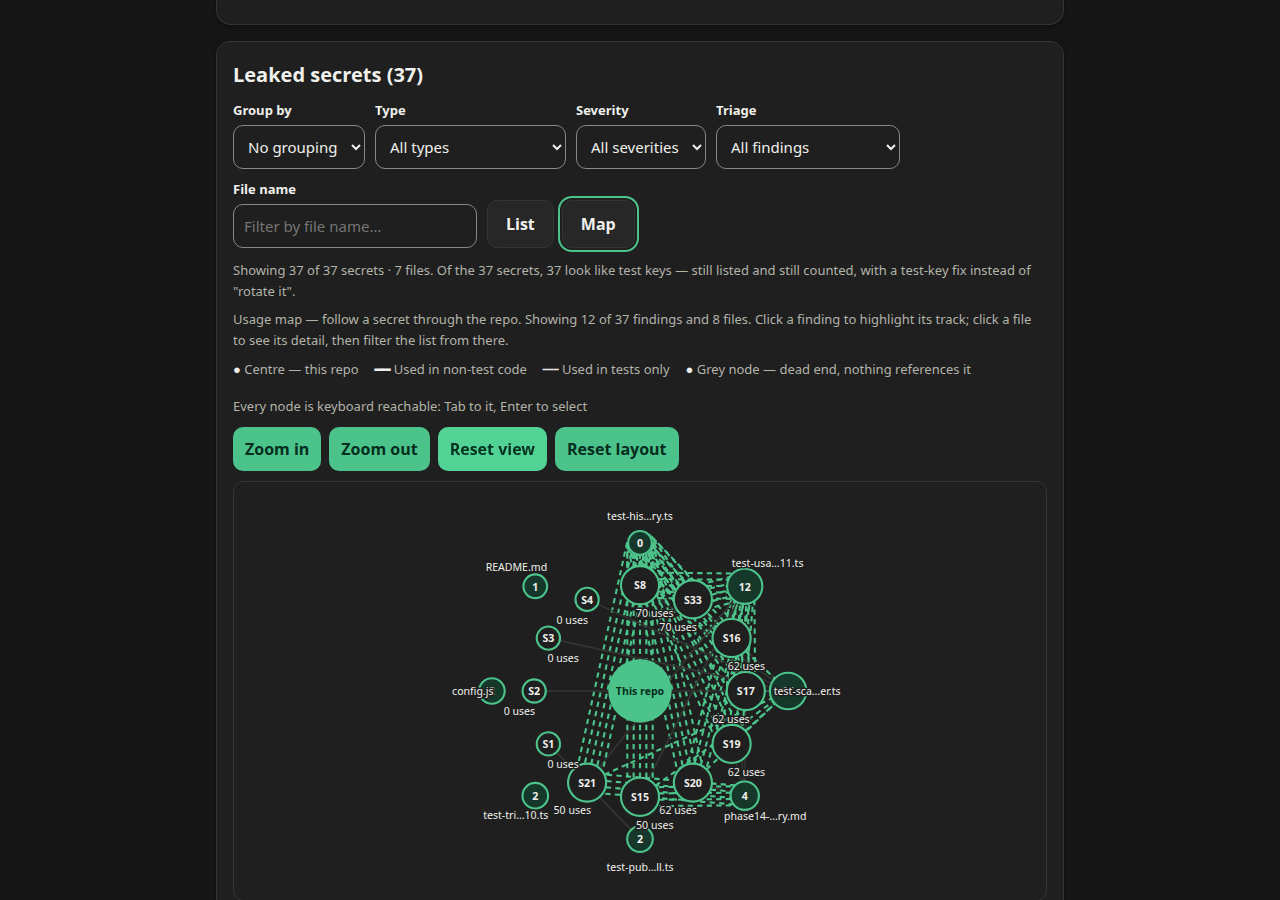 Leaked secrets (37)
Group by
Type
Severity
Triage
No grouping
All types
All severities
All findings
File name
Filter by file name...
List
Map
Showing 37 of 37 secrets · 7 files. Of the 37 secrets, 37 look like test keys — still listed and still counted, with a test-key fix instead of
"rotate it".
Usage map — follow a secret through the repo. Showing 12 of 37 findings and 8 files. Click a finding to highlight its track; click a file
to see its detail, then filter the list from there.
● Centre — this repo
Used in non-test code
Used in tests only
● Grey node — dead end, nothing references it
Every node is keyboard reachable: Tab to it, Enter to select
Zoom in
Zoom out
Reset view
Reset layout
test-his...ry.ts
0
README.md
test-usa...11.ts
1
S4
S8
S33
12
0 uses
70 uses
70 uses
S3
S16
0 uses
62 uses
config.js
S2
This repo
S17
test-sca...er.ts
0 uses
62 uses
S1
S19
0 uses
62 uses
S21
S15
S20
2
4
test-tri...10.ts
50 uses
62 uses
phase14-...ry.md
50 uses
2
test-pub...ll.ts